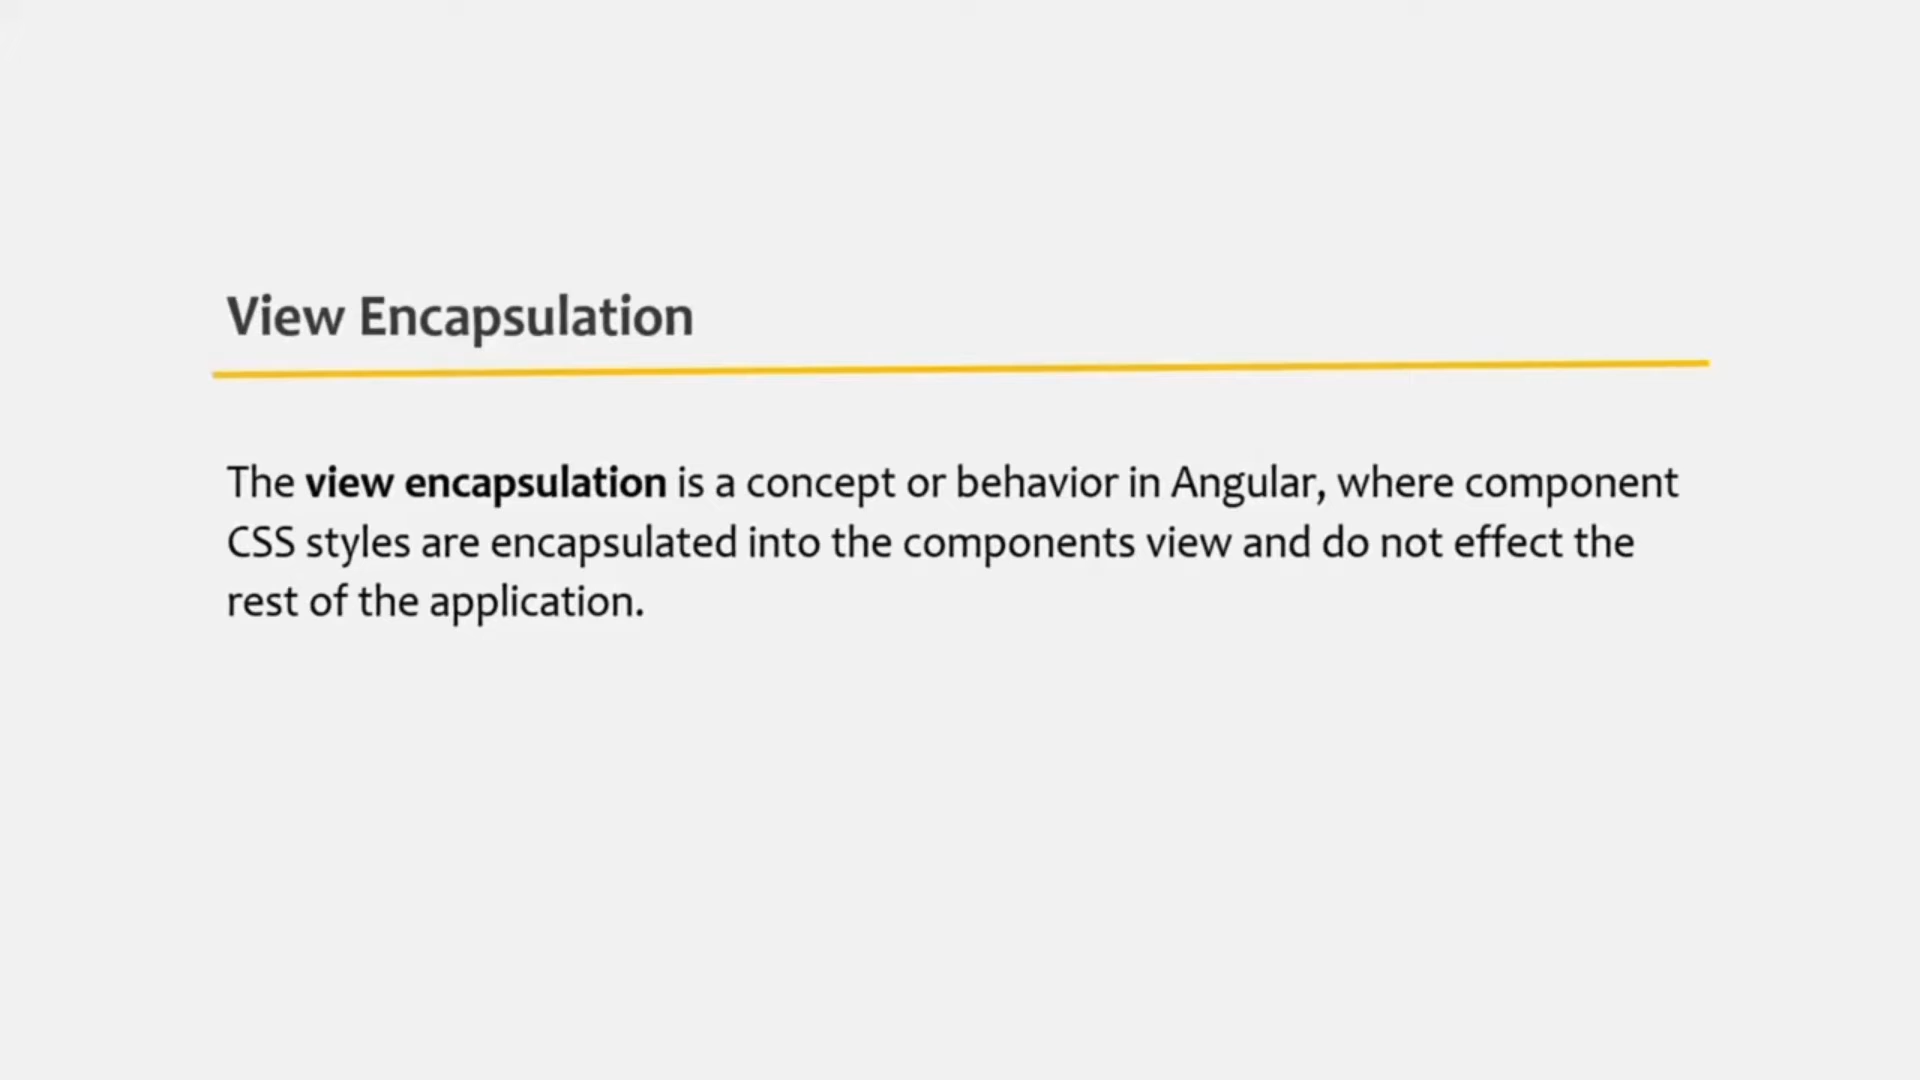 View Encapsulation
The view encapsulation is a concept or behavior in Angular, where component
CSS styles are encapsulated into the components view and do not effect the
rest of the application.